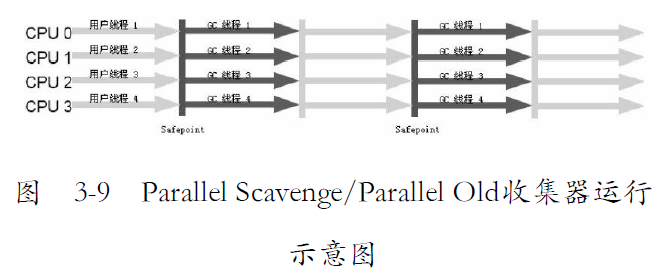 CPU 0 用户线程 1 GC 线程 1 GC 线程 1
CPU 1 用户线程 2 GC 线程 2 GC 线程 2
CPU 2 用户线程 3 GC 线程 3 GC 线程 3
CPU 3 用户线程 4 GC 线程 4 GC 线程 4
Safepoint Safepoint
图 3-9 Parallel Scavenge/Parallel Old收集器运行
示意图